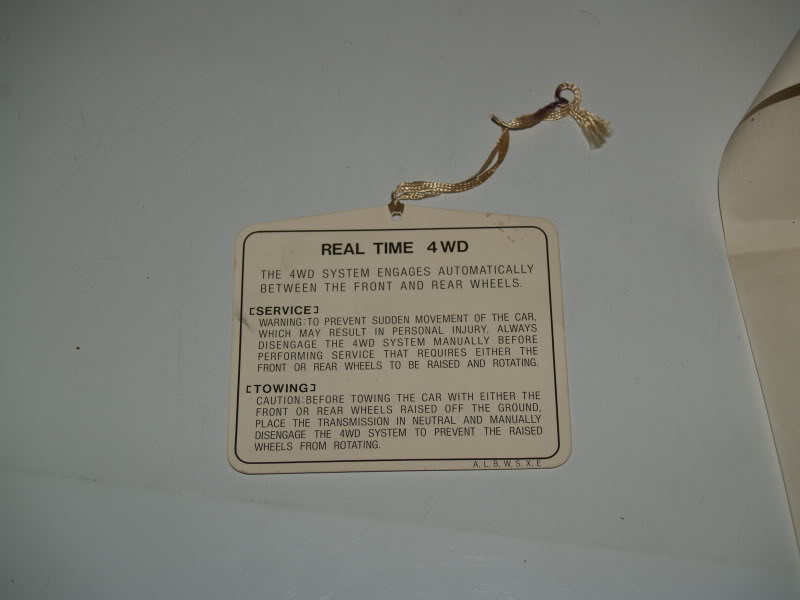 REAL TIME 4WD
THE 4WD SYSTEM ENGAGES AUTOMATICALLY
BETWEEN THE FRONT AND REAR WHEELS.
[SERVICE]
WARNING:TO PREVENT SUDDEN MOVEMENT OF THE CAR,
WHICH MAY RESULT IN PERSONAL INJURY, ALWAYS
DISENGAGE THE 4WD SYSTEM MANUALLY BEFORE
PERFORMING SERVICE THAT REQUIRES EITHER THE
FRONT OR REAR WHEELS TO BE RAISED AND ROTATING.
[TOWING]
CAUTION:BEFORE TOWING THE CAR WITH EITHER THE
FRONT OR REAR WHEELS RAISED OFF THE GROUND,
PLACE THE TRANSMISSION IN NEUTRAL AND MANUALLY
DISENGAGE THE 4WD SYSTEM TO PREVENT THE RAISED
WHEELS FROM ROTATING.
A, L, B, W, S, X, E